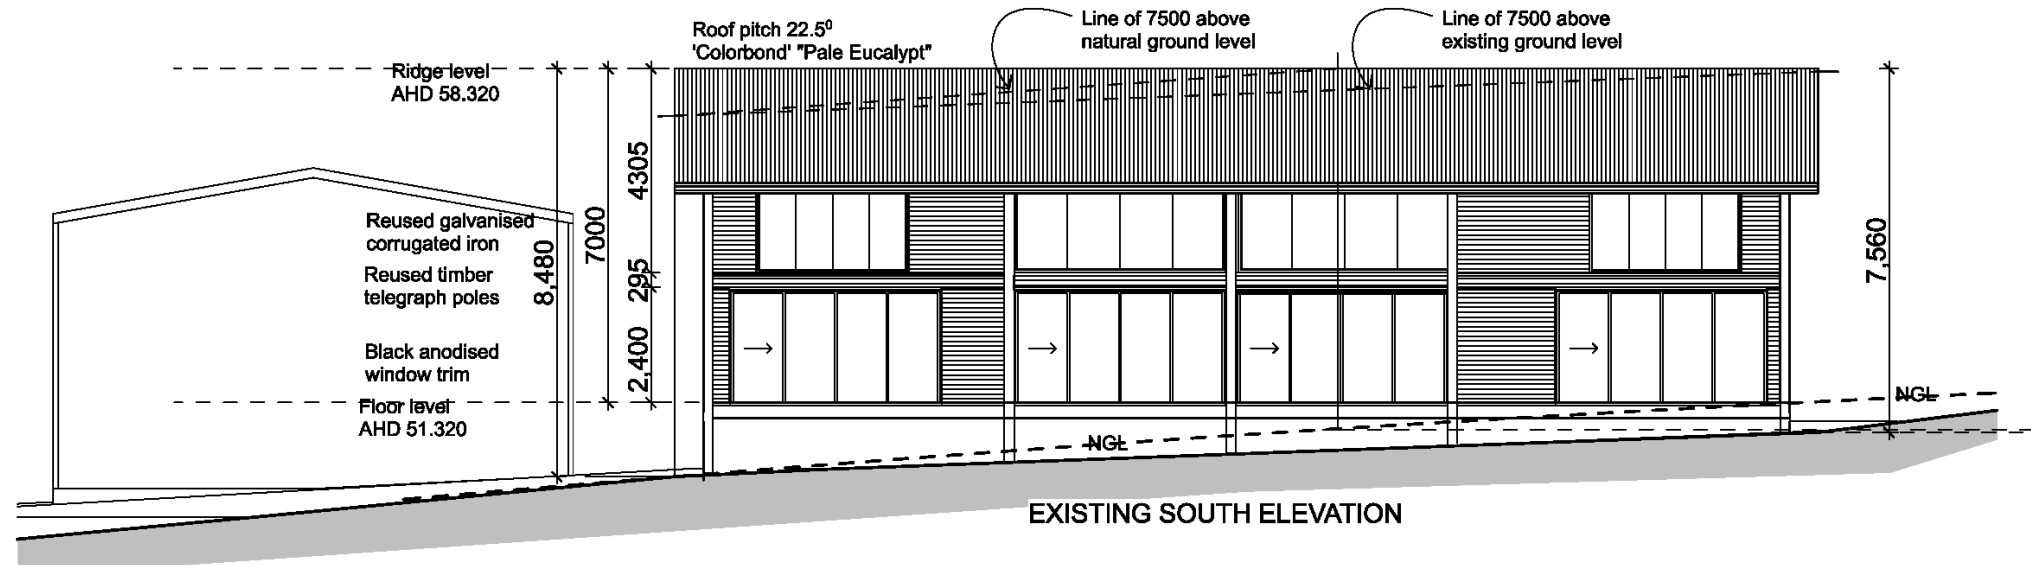 Roof pitch 22.5⁰
'Colorbond' "Pale Eucalypt"
Line of 7500 above
natural ground level
Line of 7500 above
existing ground level
Ridge level
AHD 58.320
4305
7000
8,480
295
2,400
7,560
Reused galvanised
corrugated iron
Reused timber
telegraph poles
Black anodised
window trim
Floor level
AHD 51.320
NGL
NGL
EXISTING SOUTH ELEVATION